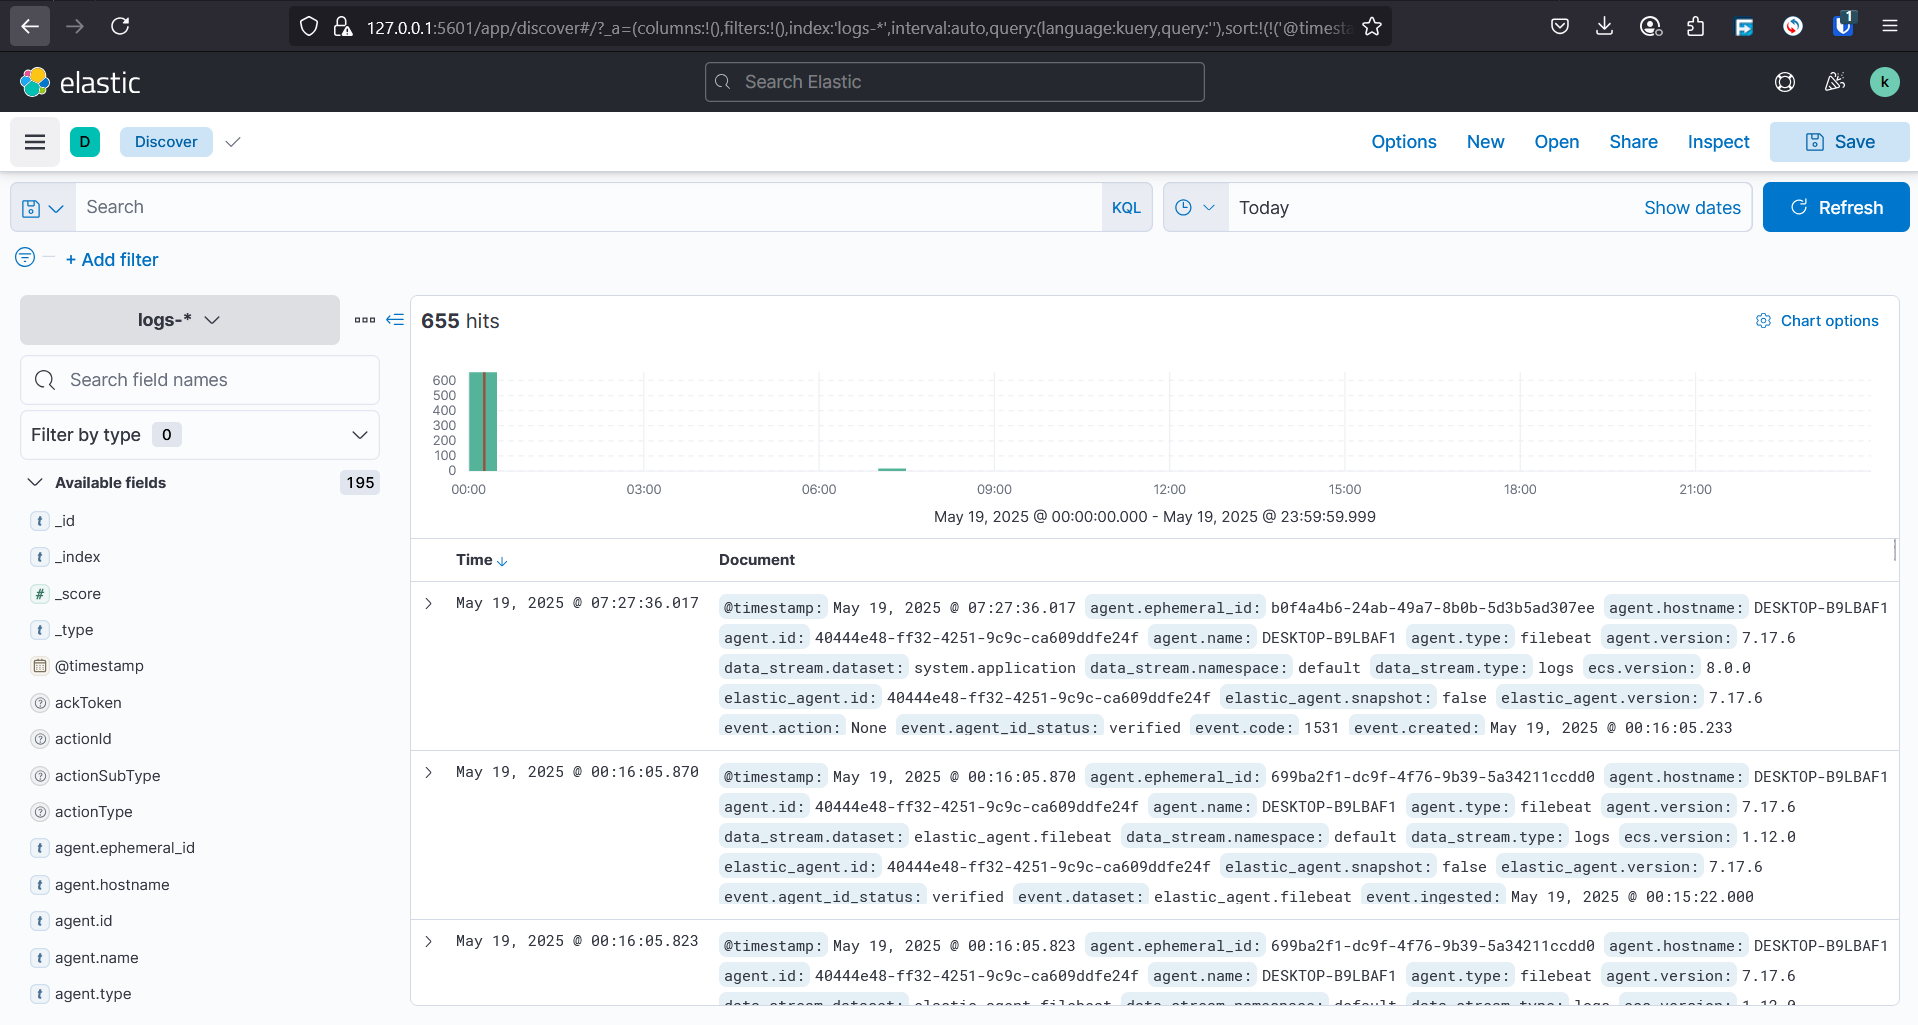 127.0.0.1:5601/app/discover#/?_a=(columns:!(),filters:!(),index:'logs-*',interval:auto,query:(language:kuery,query:''),sort:!(!('@timesta
1
elastic
Search Elastic
k
D
Discover
Options
New
Open
Share
Inspect
Save
Search
KQL
Today
Show dates
Refresh
+ Add filter
logs-*
Search field names
Filter by type 0
Available fields 195
t _id
t _index
# _score
t _type
@timestamp
ackToken
actionId
actionSubType
actionType
t agent.ephemeral_id
t agent.hostname
t agent.id
t agent.name
t agent.type
655 hits
Chart options
600
500
400
300
200
100
0
00:00 03:00 06:00 09:00 12:00 15:00 18:00 21:00
May 19, 2025 @ 00:00:00.000 - May 19, 2025 @ 23:59:59.999
Time Document
May 19, 2025 @ 07:27:36.017
@timestamp: May 19, 2025 @ 07:27:36.017 agent.ephemeral_id: b0f4a4b6-24ab-49a7-8b0b-5d3b5ad307ee agent.hostname: DESKTOP-B9LBAF1
agent.id: 40444e48-ff32-4251-9c9c-ca609ddfe24f agent.name: DESKTOP-B9LBAF1 agent.type: filebeat agent.version: 7.17.6
data_stream.dataset: system.application data_stream.namespace: default data_stream.type: logs ecs.version: 8.0.0
elastic_agent.id: 40444e48-ff32-4251-9c9c-ca609ddfe24f elastic_agent.snapshot: false elastic_agent.version: 7.17.6
event.action: None event.agent_id_status: verified event.code: 1531 event.created: May 19, 2025 @ 00:16:05.233
May 19, 2025 @ 00:16:05.870
@timestamp: May 19, 2025 @ 00:16:05.870 agent.ephemeral_id: 699ba2f1-dc9f-4f76-9b39-5a34211ccdd0 agent.hostname: DESKTOP-B9LBAF1
agent.id: 40444e48-ff32-4251-9c9c-ca609ddfe24f agent.name: DESKTOP-B9LBAF1 agent.type: filebeat agent.version: 7.17.6
data_stream.dataset: elastic_agent.filebeat data_stream.namespace: default data_stream.type: logs ecs.version: 1.12.0
elastic_agent.id: 40444e48-ff32-4251-9c9c-ca609ddfe24f elastic_agent.snapshot: false elastic_agent.version: 7.17.6
event.agent_id_status: verified event.dataset: elastic_agent.filebeat event.ingested: May 19, 2025 @ 00:15:22.000
May 19, 2025 @ 00:16:05.823
@timestamp: May 19, 2025 @ 00:16:05.823 agent.ephemeral_id: 699ba2f1-dc9f-4f76-9b39-5a34211ccdd0 agent.hostname: DESKTOP-B9LBAF1
agent.id: 40444e48-ff32-4251-9c9c-ca609ddfe24f agent.name: DESKTOP-B9LBAF1 agent.type: filebeat agent.version: 7.17.6
data_stream.dataset: elastic_agent.filebeat data_stream.namespace: default data_stream.type: logs ecs.version: 1.12.0